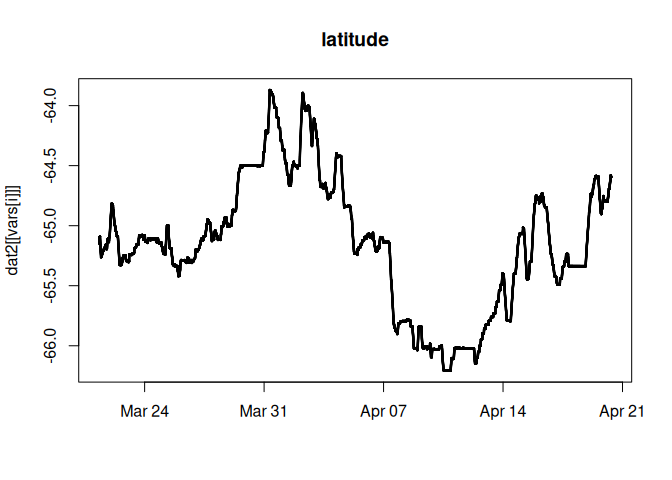 latitude
dat2[[vars[i]]]
-64.0
-64.5
-65.0
-65.5
-66.0
Mar 24
Mar 31
Apr 07
Apr 14
Apr 21